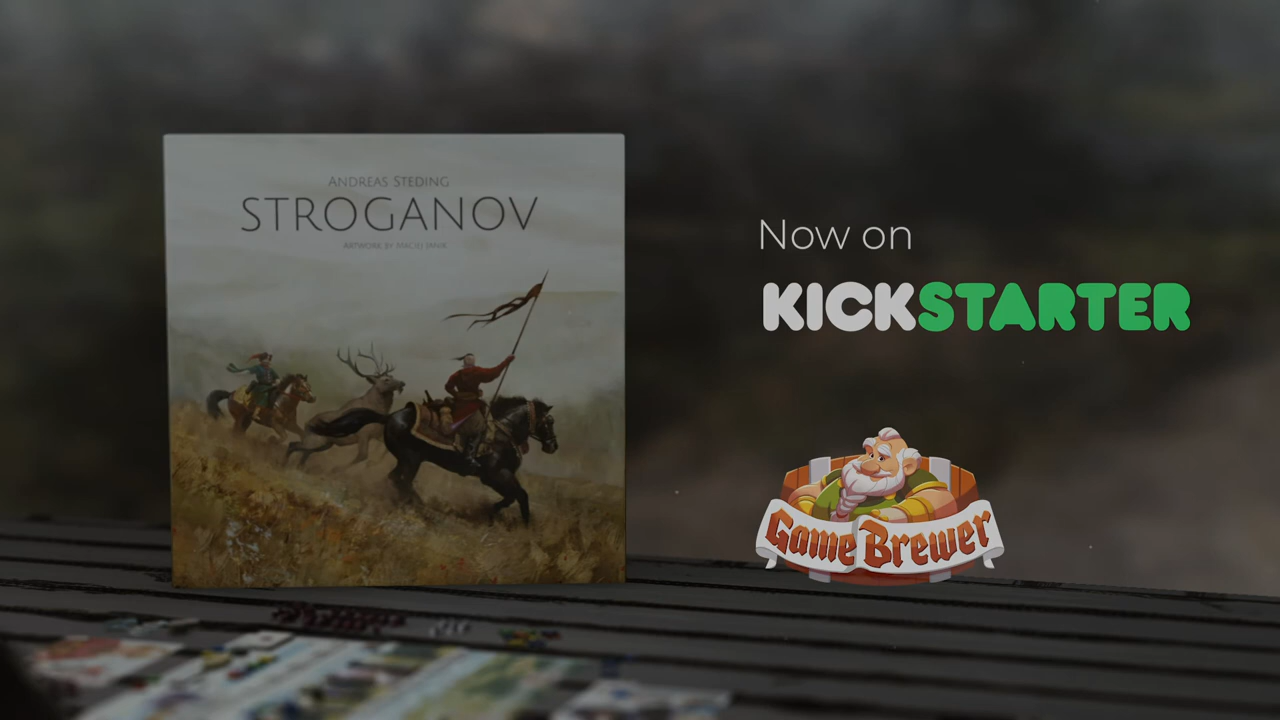 ANDREAS STEDING
STROGANOV
ARTWORK BY MACIEJ JANIK
Now on
KICKSTARTER
Game Brewer